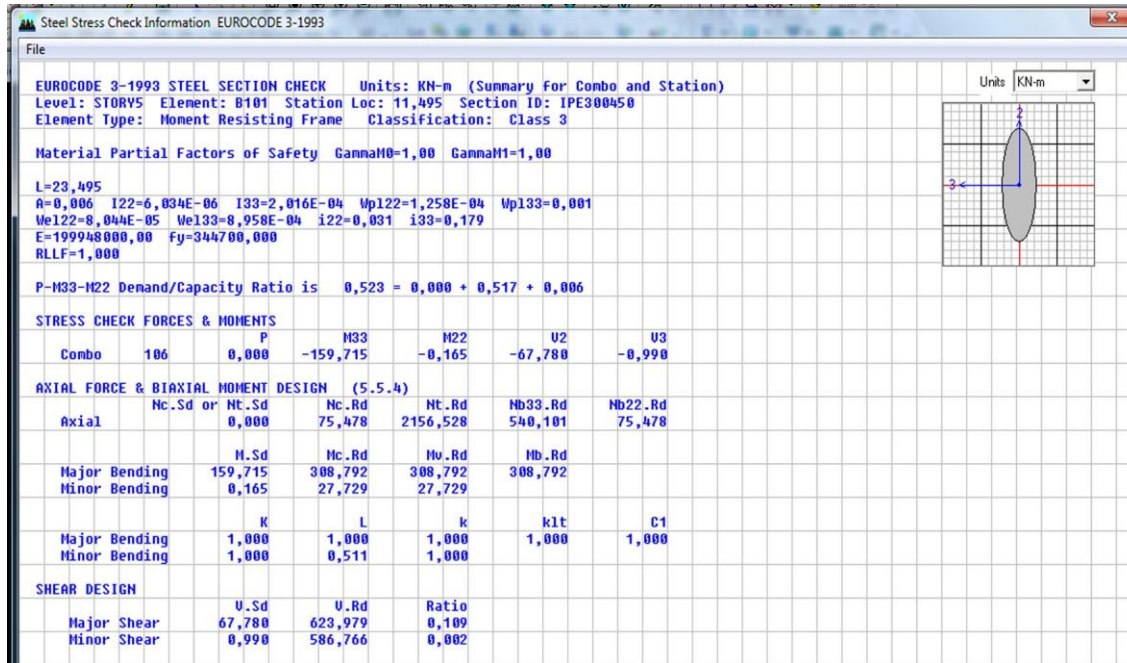 Steel Stress Check Information EUROCODE 3-1993
File
EUROCODE 3-1993 STEEL SECTION CHECK Units: KN-m (Summary for Combo and Station)
Units KN-m
Level: STORY5 Element: B101 Station Loc: 11,495 Section ID: IPE300450
Element Type: Moment Resisting Frame Classification: Class 3
Material Partial Factors of Safety GammaM0=1,00 GammaM1=1,00
2
3
L=23,495
A=0,006 I22=6,034E-06 I33=2,016E-04 Wpl22=1,258E-04 Wpl33=0,001
Wel22=8,044E-05 Wel33=8,958E-04 i22=0,031 i33=0,179
E=199948000,00 fy=344700,000
RLLF=1,000
P-M33-M22 Demand/Capacity Ratio is 0,523 = 0,000 + 0,517 + 0,006
STRESS CHECK FORCES & MOMENTS
P M33 M22 U2 U3
Combo 106 0,000 -159,715 -0,165 -67,780 -0,990
AXIAL FORCE & BIAXIAL MOMENT DESIGN (5.5.4)
Nc.Sd or Nt.Sd Nc.Rd Nt.Rd Nb33.Rd Nb22.Rd
Axial 0,000 75,478 2156,528 540,101 75,478
M.Sd Mc.Rd Mv.Rd Mb.Rd
Major Bending 159,715 308,792 308,792 308,792
Minor Bending 0,165 27,729 27,729
K L k klt C1
Major Bending 1,000 1,000 1,000 1,000 1,000
Minor Bending 1,000 0,511 1,000
SHEAR DESIGN
V.Sd V.Rd Ratio
Major Shear 67,780 623,979 0,109
Minor Shear 0,990 586,766 0,002